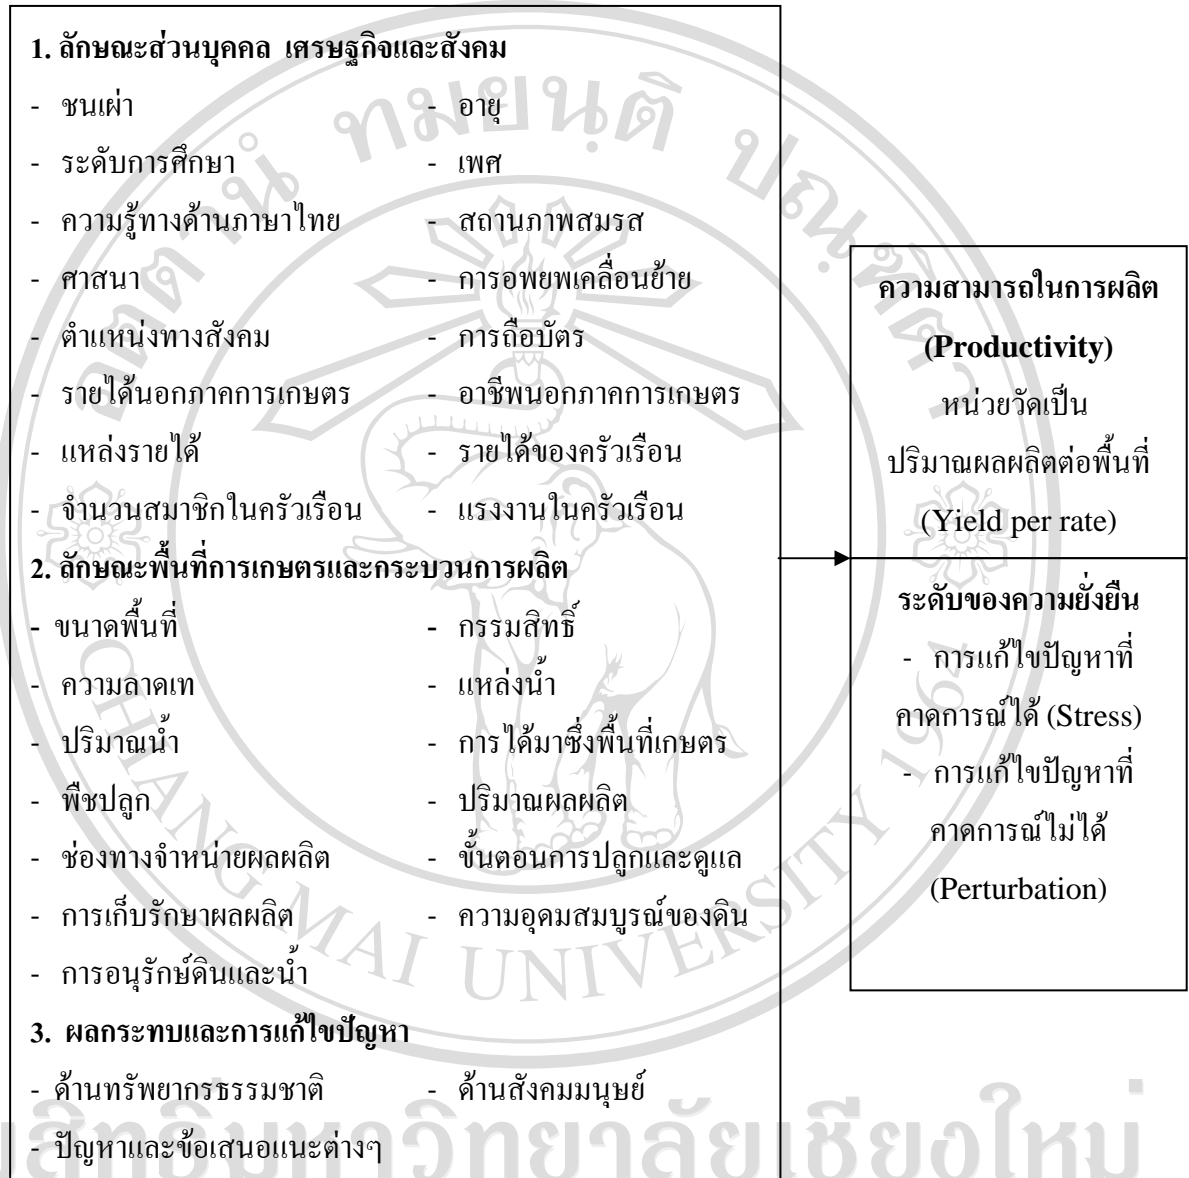 1. ลักษณะส่วนบุคคล เศรษฐกิจและสังคม
- ชนเผ่า - อายุ
- ระดับการศึกษา - เพศ
- ความรู้ทางด้านภาษาไทย - สถานภาพสมรส
- ศาสนา - การอพยพเคลื่อนย้าย
- ตำแหน่งทางสังคม - การถือบัตร
- รายได้นอกภาคการเกษตร - อาชีพนอกภาคการเกษตร
- แหล่งรายได้ - รายได้ของครัวเรือน
- จำนวนสมาชิกในครัวเรือน - แรงงานในครัวเรือน
2. ลักษณะพื้นที่การเกษตรและกระบวนการผลิต
- ขนาดพื้นที่ - กรรมสิทธิ์
- ความลาดเท - แหล่งน้ำ
- ปริมาณน้ำ - การได้มาซึ่งพื้นที่เกษตร
- พืชปลูก - ปริมาณผลผลิต
- ช่องทางจำหน่ายผลผลิต - ขั้นตอนการปลูกและดูแล
- การเก็บรักษาผลผลิต - ความอุดมสมบูรณ์ของดิน
- การอนุรักษ์ดินและน้ำ
3. ผลกระทบและการแก้ไขปัญหา
- ด้านทรัพยากรธรรมชาติ - ด้านสังคมมนุษย์
- ปัญหาและข้อเสนอแนะต่างๆ
ความสามารถในการผลิต
(Productivity)
หน่วยวัดเป็น
ปริมาณผลผลิตต่อพื้นที่
(Yield per rate)
ระดับของความยั่งยืน
- การแก้ไขปัญหาที่
คาดการณ์ได้ (Stress)
- การแก้ไขปัญหาที่
คาดการณ์ไม่ได้
(Perturbation)
อตฺตานํ ทมยนฺติ ปณฺฑิตา
CHIANG MAI UNIVERSITY 1964
ลิขสิทธิ์มหาวิทยาลัยเชียงใหม่